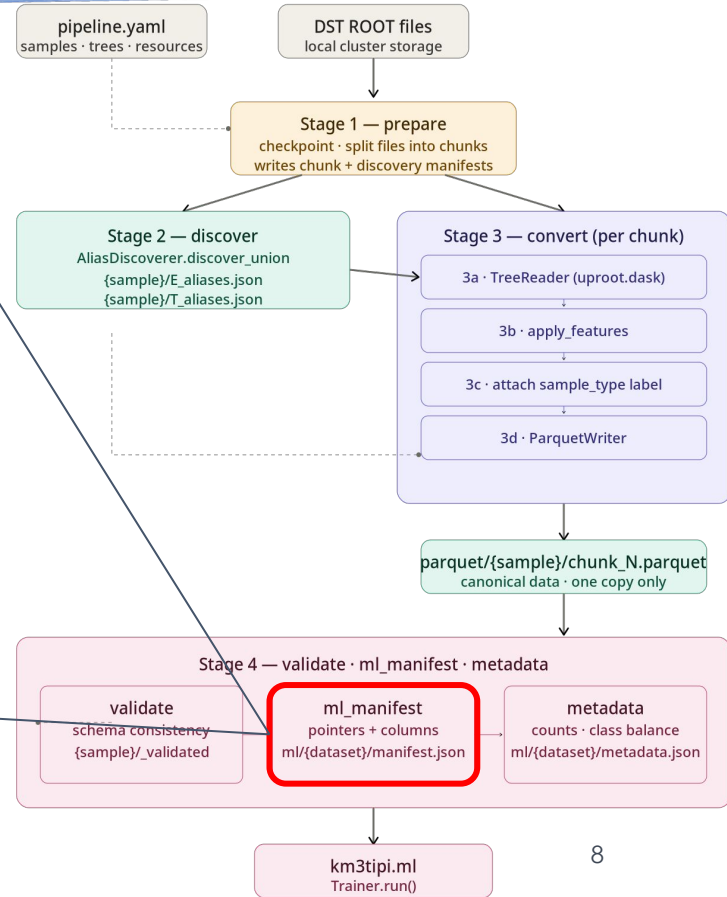 pipeline.yaml
samples · trees · resources
DST ROOT files
local cluster storage
Stage 1 — prepare
checkpoint · split files into chunks
writes chunk + discovery manifests
Stage 2 — discover
AliasDiscoverer.discover_union
{sample}/E_aliases.json
{sample}/T_aliases.json
Stage 3 — convert (per chunk)
3a · TreeReader (uproot.dask)
3b · apply_features
3c · attach sample_type label
3d · ParquetWriter
parquet/{sample}/chunk_N.parquet
canonical data · one copy only
Stage 4 — validate · ml_manifest · metadata
validate
schema consistency
{sample}/_validated
ml_manifest
pointers + columns
ml/{dataset}/manifest.json
metadata
counts · class balance
ml/{dataset}/metadata.json
km3tipi.ml
Trainer.run()
8